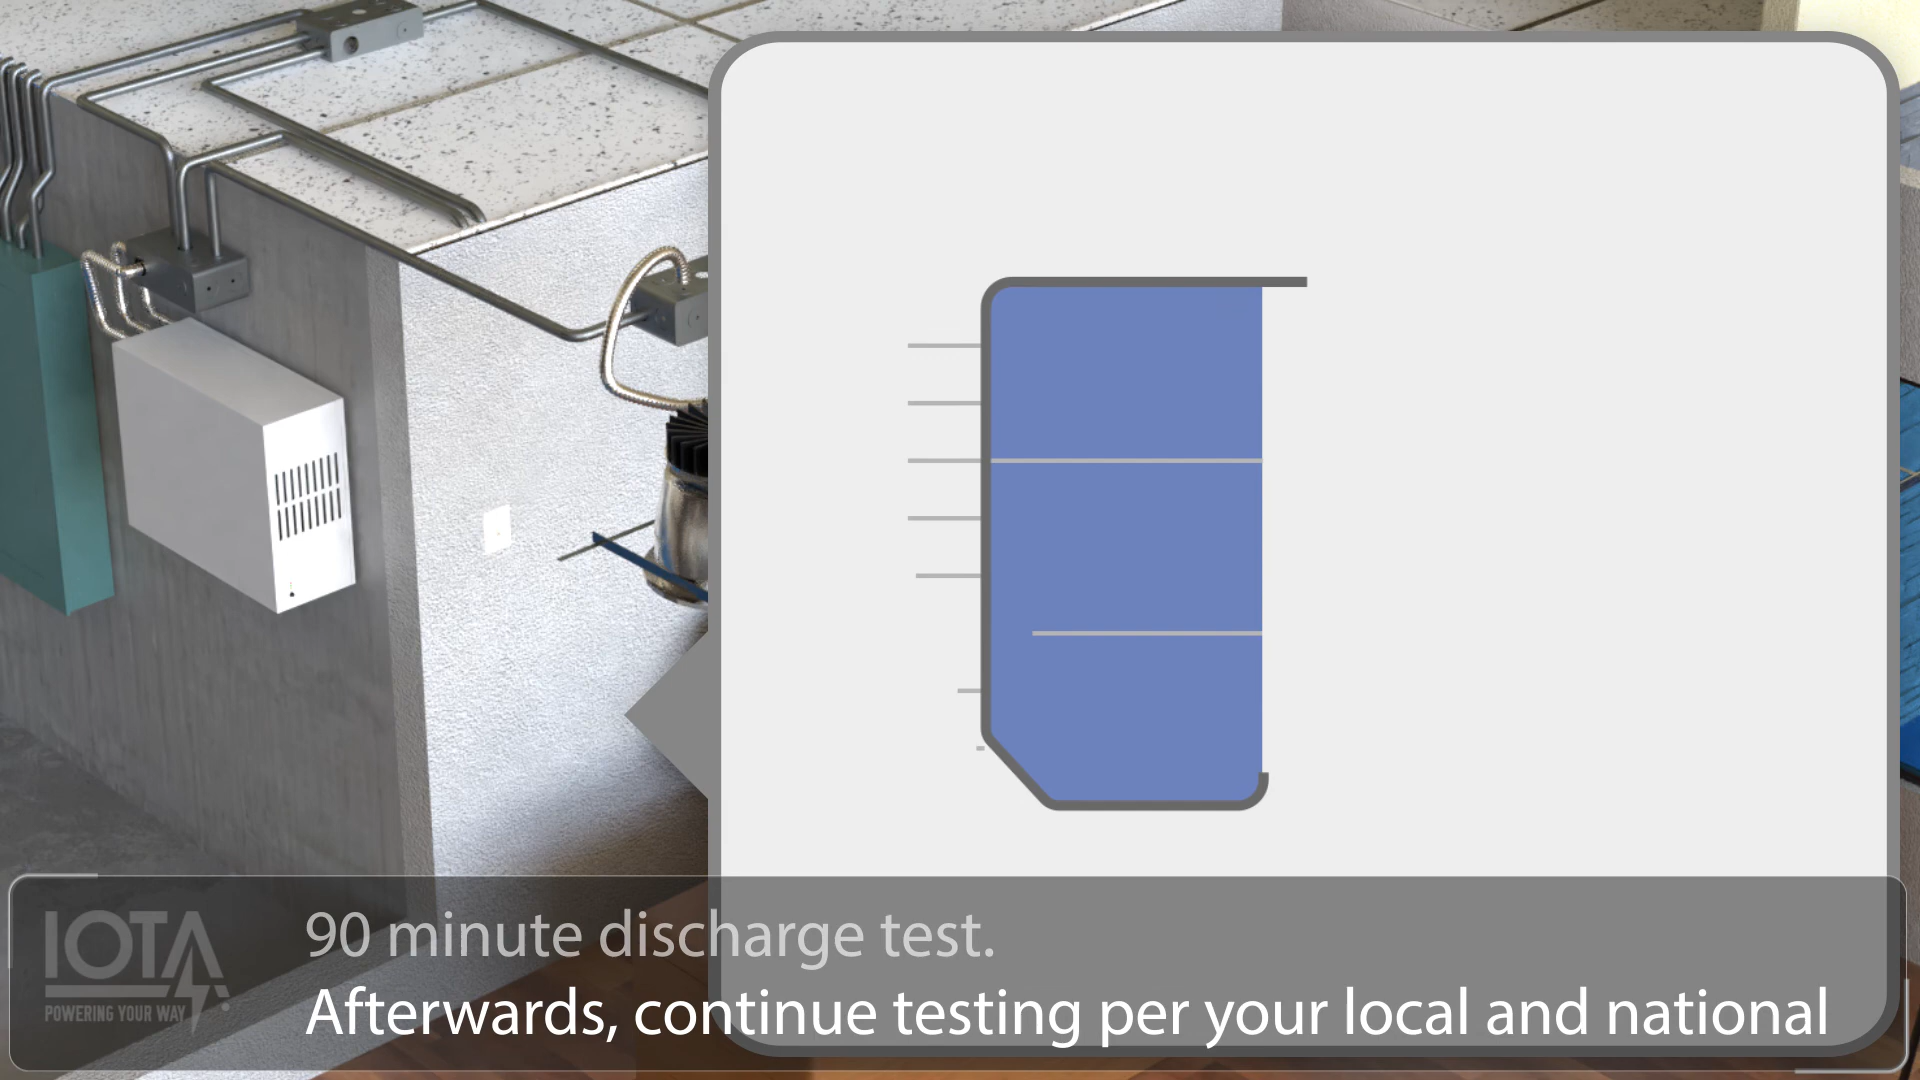 90 minute discharge test.
Afterwards, continue testing per your local and national
IOTA
POWERING YOUR WAY